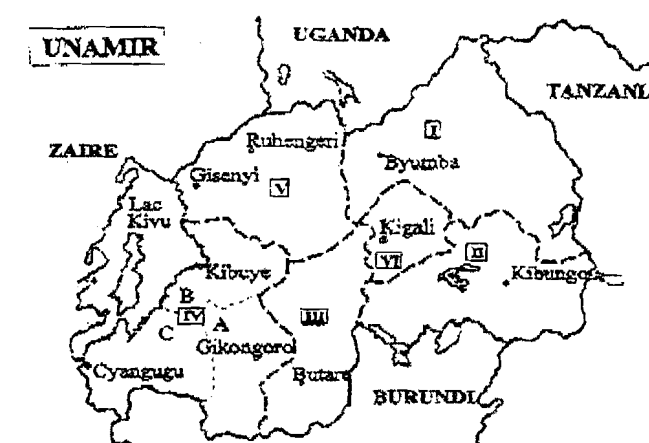 UGANDA
UNAMIR
TANZANI
I
Ruhengeri
ZAIRE
Byumba
Gisenyi
V
Lac
Kivu
Kigali
II
VI
Kibuye
Kibungo
B
IV
A
III
C
Gikongoro
Cyangugu
Butare
BURUNDI